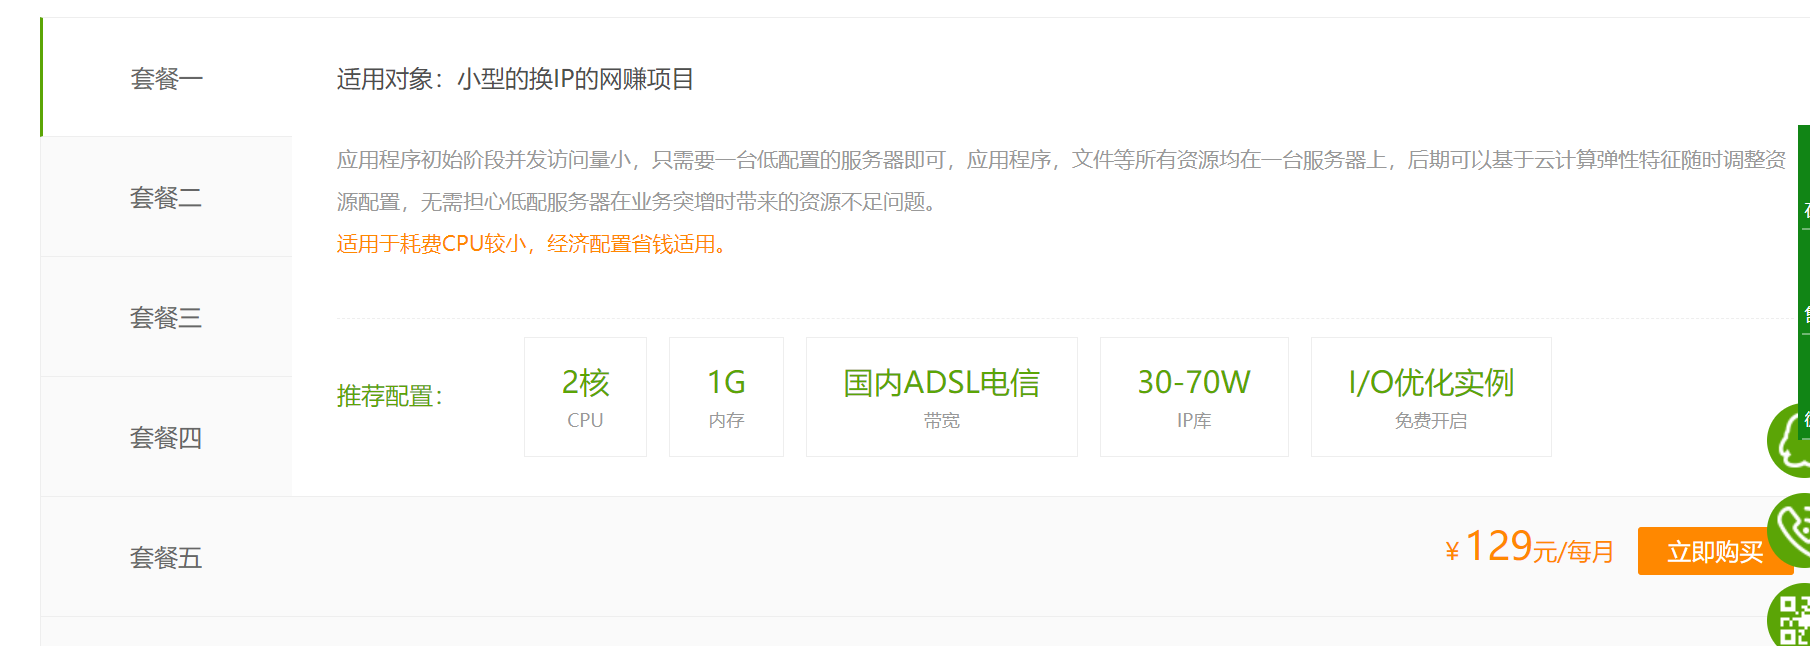 套餐一
适用对象：小型的换IP的网赚项目
应用程序初始阶段并发访问量小，只需要一台低配置的服务器即可，应用程序，文件等所有资源均在一台服务器上，后期可以基于云计算弹性特征随时调整资
源配置，无需担心低配服务器在业务突增时带来的资源不足问题。
适用于耗费CPU较小，经济配置省钱适用。
套餐二
套餐三
套餐四
套餐五
推荐配置：
2核
CPU
1G
内存
国内ADSL电信
带宽
30-70W
IP库
I/O优化实例
免费开启
¥129元/每月
立即购买